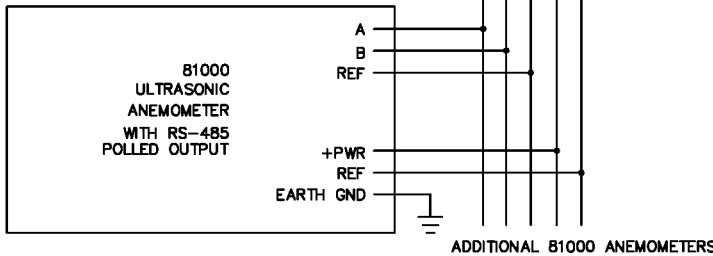 81000
ULTRASONIC
ANEMOMETER
WITH RS-485
POLLED OUTPUT
A
B
REF
+PWR
REF
EARTH GND
ADDITIONAL 81000 ANEMOMETERS